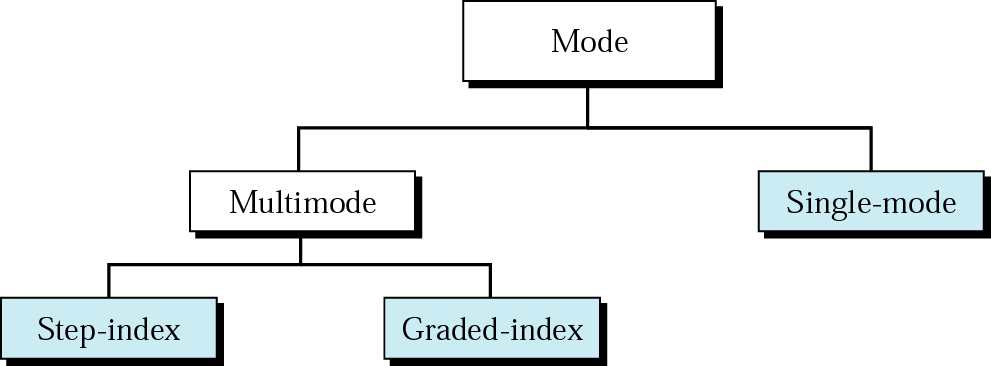 Mode
Multimode
Single-mode
Step-index
Graded-index